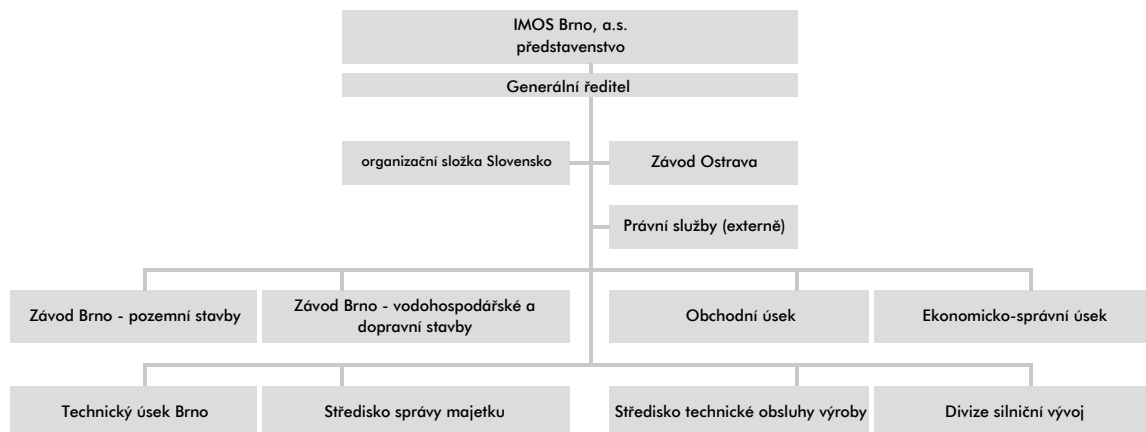 IMOS Brno, a.s.
představenstvo
Generální ředitel
organizační složka Slovensko
Závod Ostrava
Právní služby (externě)
Závod Brno - pozemní stavby
Závod Brno - vodohospodářské a
dopravní stavby
Obchodní úsek
Ekonomicko-správní úsek
Technický úsek Brno
Středisko správy majetku
Středisko technické obsluhy výroby
Divize silniční vývoj